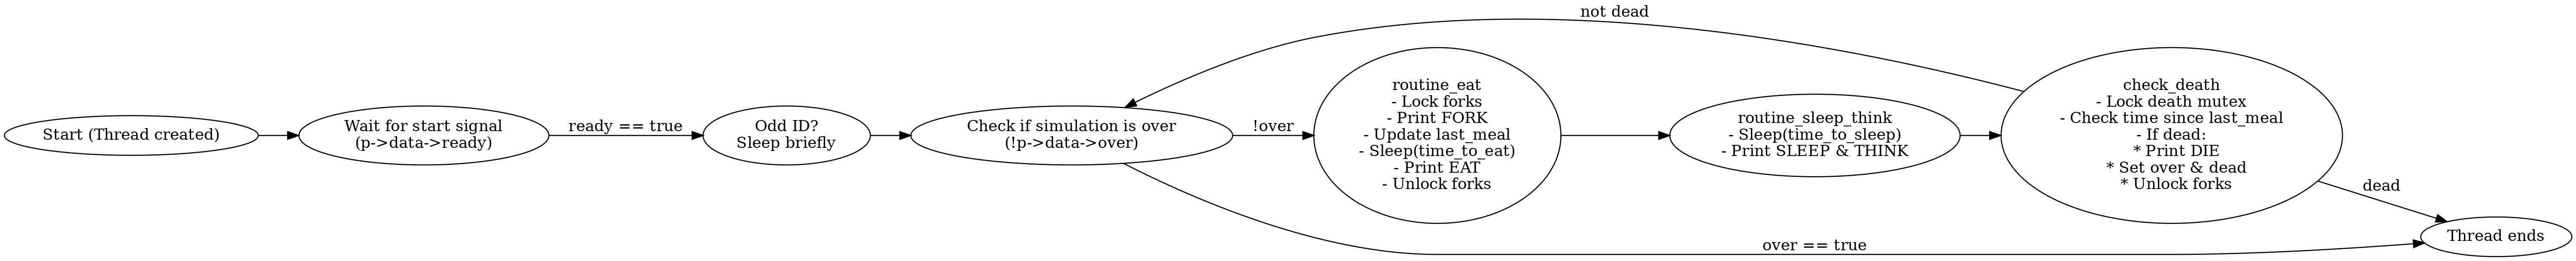 not dead
Start (Thread created)
Wait for start signal
(p->data->ready)
ready == true
Odd ID?
Sleep briefly
Check if simulation is over
(!p->data->over)
!over
routine_eat
- Lock forks
- Print FORK
- Update last_meal
- Sleep(time_to_eat)
- Print EAT
- Unlock forks
routine_sleep_think
- Sleep(time_to_sleep)
- Print SLEEP & THINK
check_death
- Lock death mutex
- Check time since last_meal
- If dead:
* Print DIE
* Set over & dead
* Unlock forks
dead
over == true
Thread ends